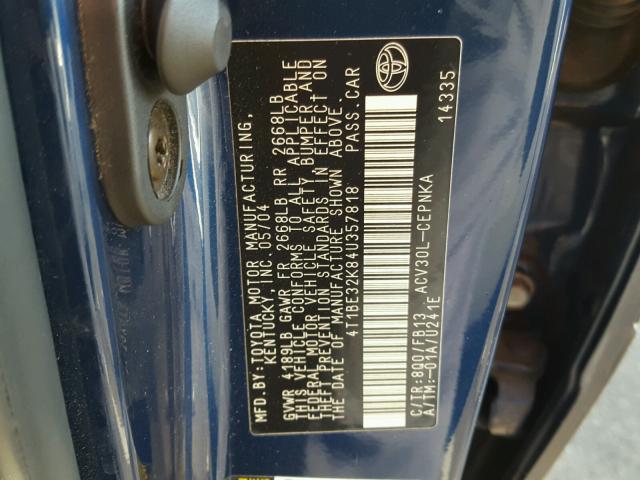 MFD.BY:TOYOTA MOTOR MANUFACTURING,
KENTUCKY, INC. 05/04
GVWR 4189LB GAWR FR 2668LB RR 2668LB
THIS VEHICLE CONFORMS TO ALL APPLICABLE
FEDERAL MOTOR VEHICLE SAFETY, BUMPER AND
THEFT PREVENTION STANDARDS IN EFFECT ON
THE DATE OF MANUFACTURE SHOWN ABOVE.
4T1BE32K84U357818 PASS.CAR
C/TR:8Q0/FB13 ACV30L-CEPNKA
A/TM:-01A/U241E 14335